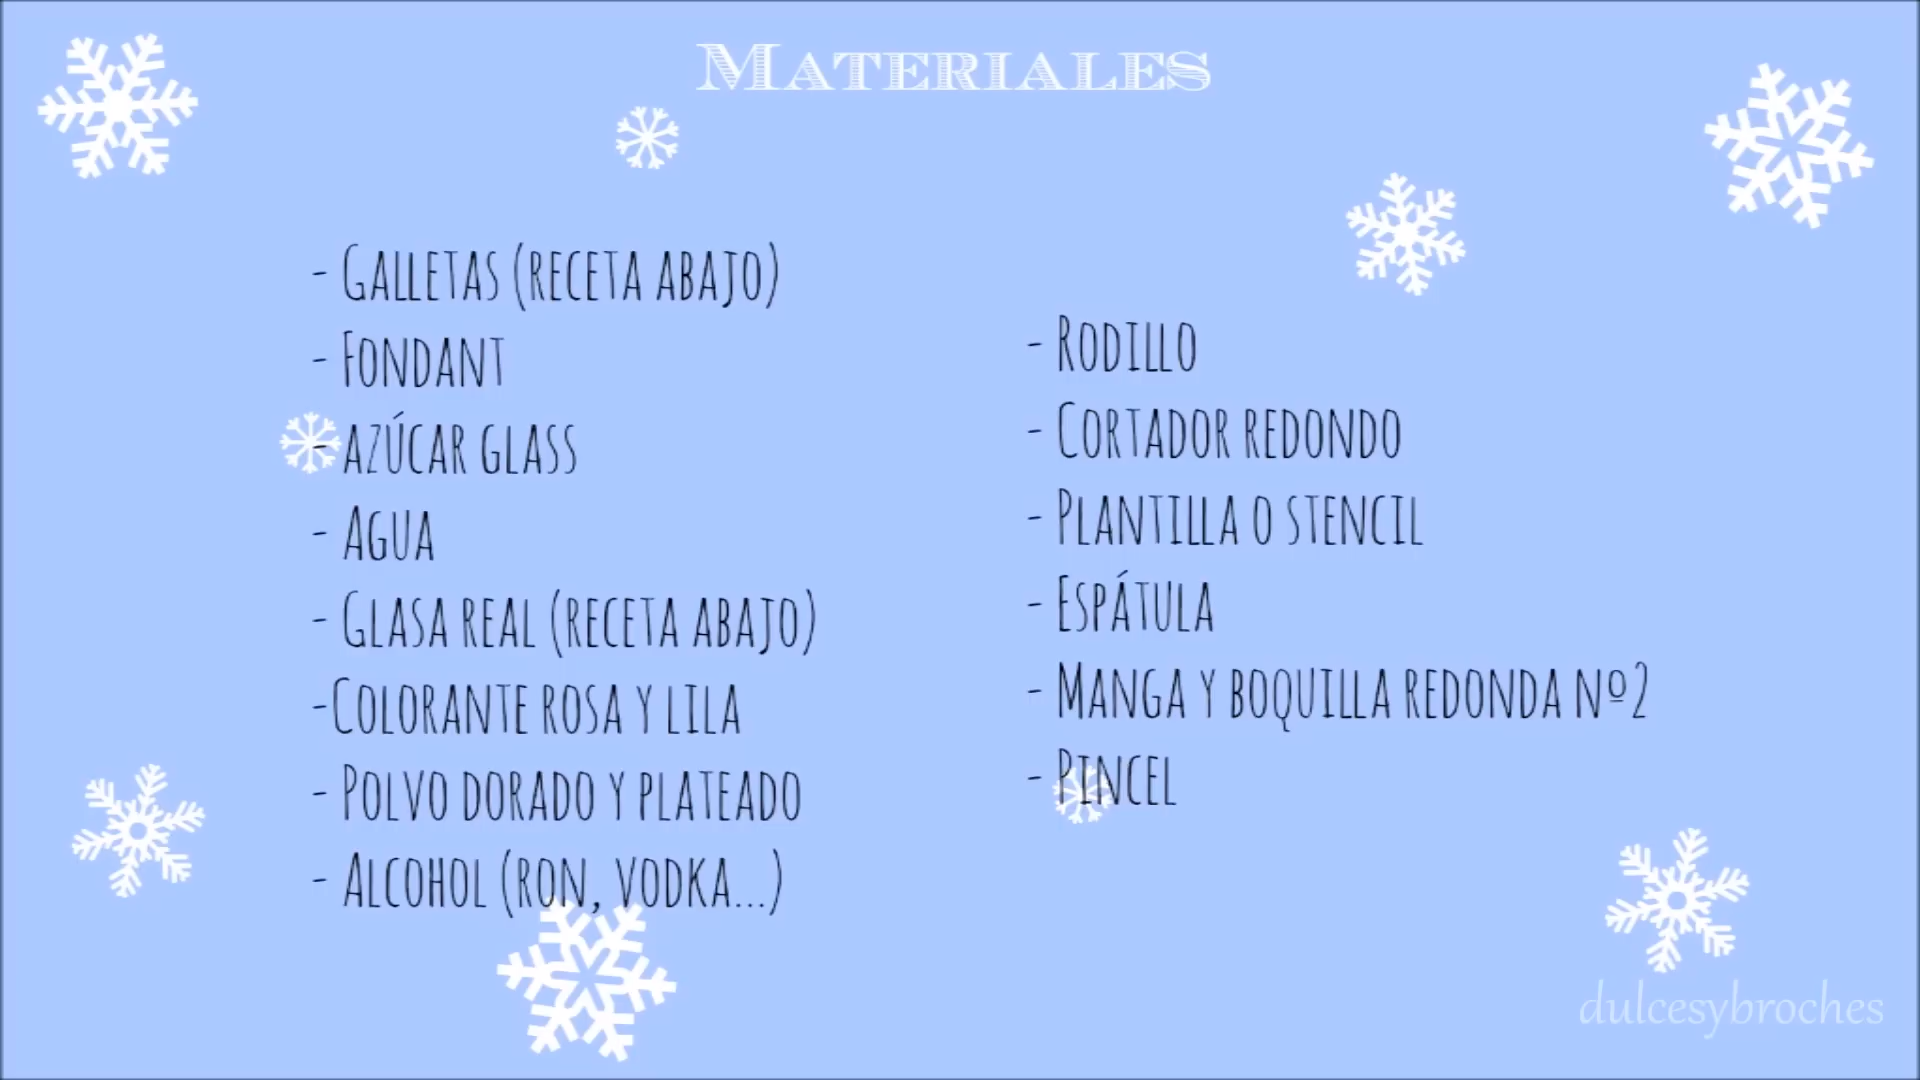 MATERIALES
- GALLETAS (RECETA ABAJO)
- FONDANT
- AZÚCAR GLASS
- AGUA
- GLASA REAL (RECETA ABAJO)
-COLORANTE ROSA Y LILA
- POLVO DORADO Y PLATEADO
- ALCOHOL (RON, VODKA...)
- RODILLO
- CORTADOR REDONDO
- PLANTILLA O STENCIL
- ESPÁTULA
- MANGA Y BOQUILLA REDONDA Nº2
- PINCEL
dulcesybroches